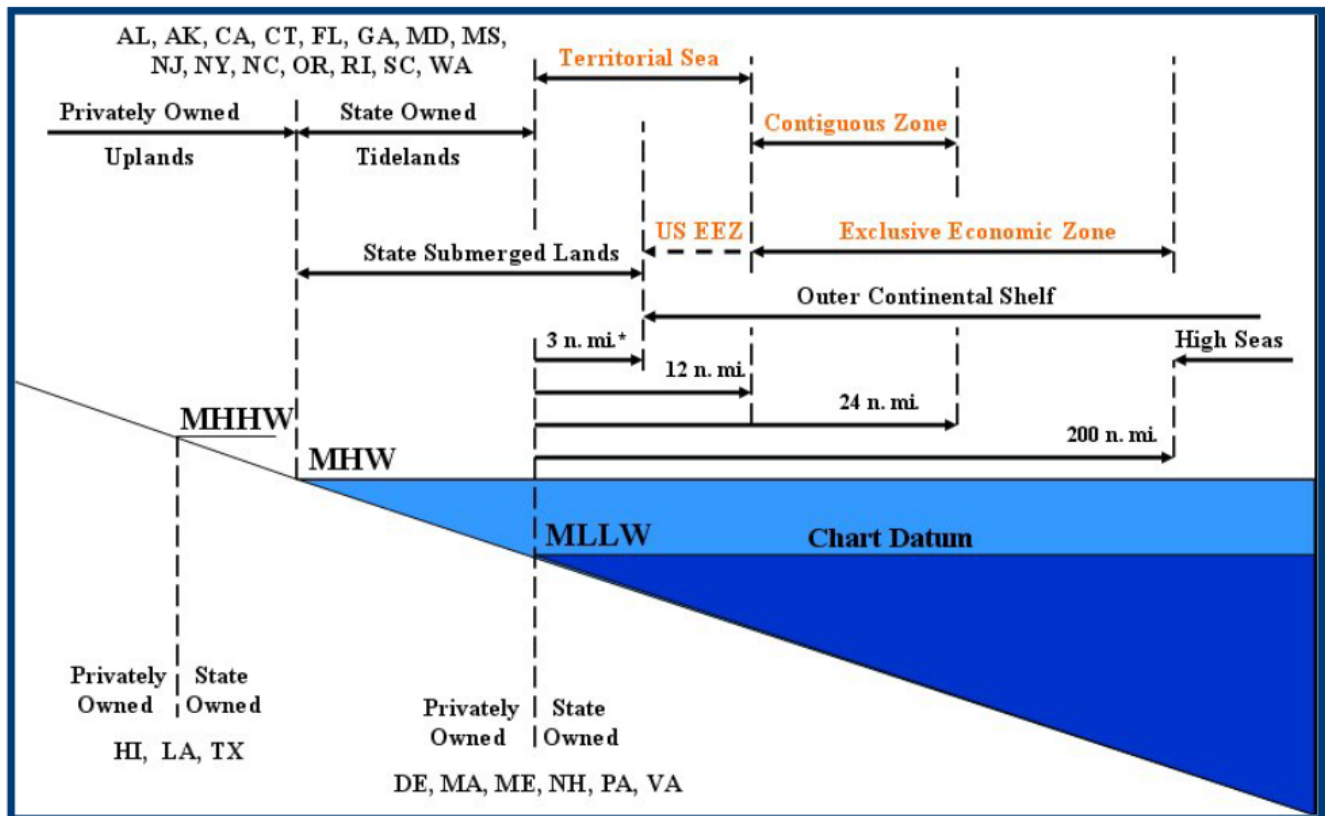 AL, AK, CA, CT, FL, GA, MD, MS,
NJ, NY, NC, OR, RI, SC, WA
Territorial Sea
Privately Owned
State Owned
Contiguous Zone
Uplands
Tidelands
US EEZ
Exclusive Economic Zone
State Submerged Lands
Outer Continental Shelf
3 n. mi.*
High Seas
12 n. mi.
24 n. mi.
200 n. mi.
MHHW
MHW
MLLW
Chart Datum
Privately
Owned
State
Owned
HI, LA, TX
Privately
Owned
State
Owned
DE, MA, ME, NH, PA, VA